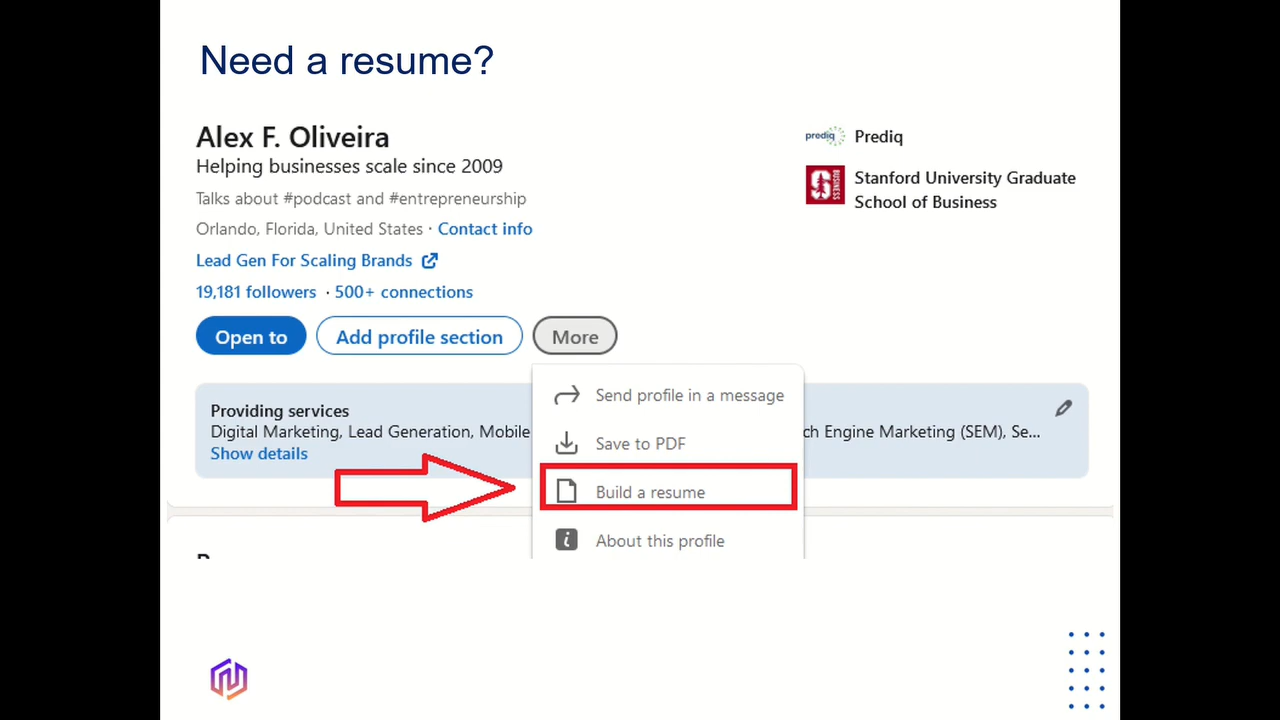 Need a resume?
Alex F. Oliveira
Helping businesses scale since 2009
Talks about #podcast and #entrepreneurship
Orlando, Florida, United States · Contact info
Lead Gen For Scaling Brands
19,181 followers · 500+ connections
prediq Prediq
BUSINESS Stanford University Graduate
School of Business
Open to Add profile section More
Send profile in a message
Save to PDF
Build a resume
About this profile
Providing services
Digital Marketing, Lead Generation, Mobile ch Engine Marketing (SEM), Se...
Show details